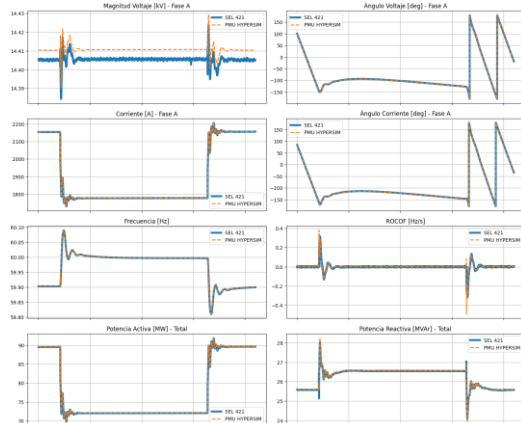 Magnitud Voltaje [kV] - Fase A
14.43
14.42
14.41
14.40
14.39
SEL 421
PMU HYPERSIM
Ángulo Voltaje [deg] - Fase A
150
100
50
0
−50
−100
−150
SEL 421
PMU HYPERSIM
Corriente [A] - Fase A
2200
2100
2000
2900
2800
SEL 421
PMU HYPERSIM
Ángulo Corriente [deg] - Fase A
150
100
50
0
−50
−100
−150
SEL 421
PMU HYPERSIM
Frecuencia [Hz]
60.10
60.05
60.00
59.95
59.90
59.85
59.80
SEL 421
PMU HYPERSIM
ROCOF [Hz/s]
0.4
0.2
0.0
−0.2
−0.4
SEL 421
PMU HYPERSIM
Potencia Activa [MW] - Total
90
85
80
75
70
SEL 421
PMU HYPERSIM
Potencia Reactiva [MVAr] - Total
28
27
26
25
24
SEL 421
PMU HYPERSIM